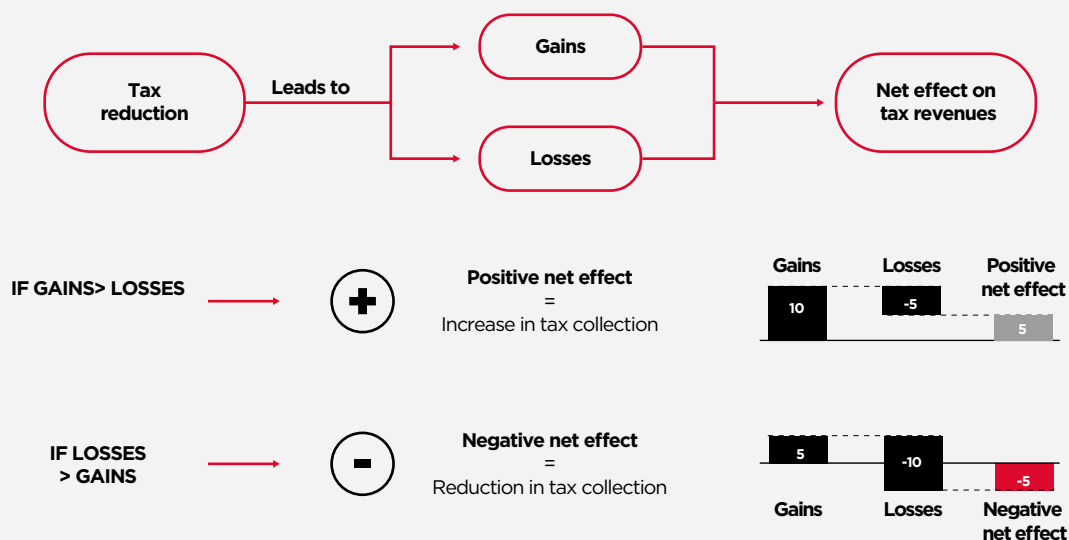 Tax
reduction
Leads to
Gains
Losses
Net effect on
tax revenues
IF GAINS> LOSSES
+
Positive net effect
=
Increase in tax collection
Gains
Losses
Positive
net effect
10
-5
5
IF LOSSES
> GAINS
-
Negative net effect
=
Reduction in tax collection
5
-10
-5
Gains
Losses
Negative
net effect